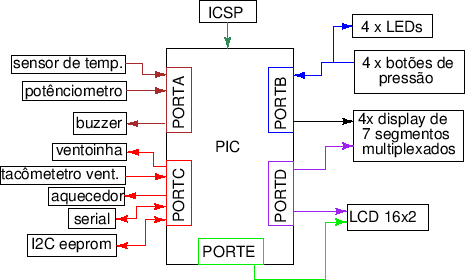 ICSP
4 x LEDs
sensor de temp.
4 x botões de
pressão
potênciometro
PORTA
PORTB
buzzer
4x display de
7 segmentos
multiplexados
PIC
ventoinha
tacômetetro vent.
PORTC
PORTD
aquecedor
serial
LCD 16x2
I2C eeprom
PORTE